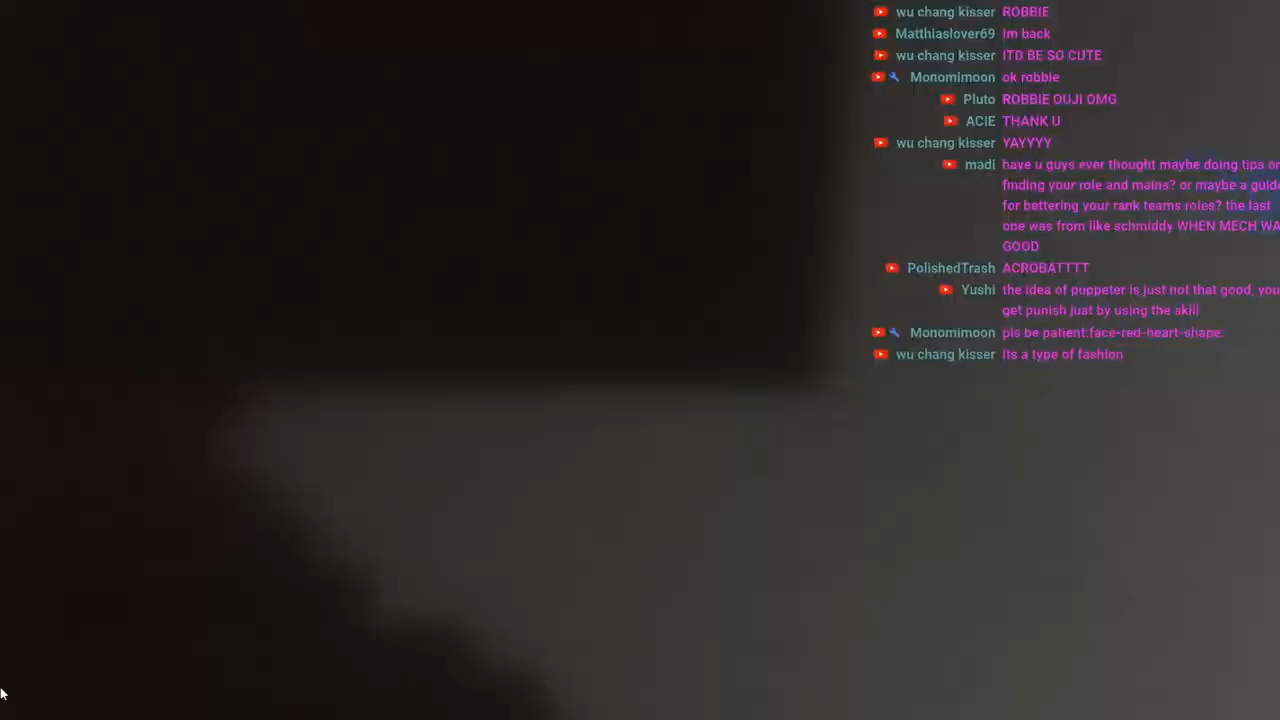 wu chang kisser ROBBIE
Matthiaslover69 Im back
wu chang kisser ITD BE SO CUTE
Monomimoon ok robbie
Pluto ROBBIE OUJI OMG
ACIE THANK U
wu chang kisser YAYYYY
madi have u guys ever thought maybe doing tips on
finding your role and mains? or maybe a guide
for bettering your rank teams roles? the last
one was from like schmiddy WHEN MECH WA
GOOD
PolishedTrash ACROBATTTT
Yushi the idea of puppeter is just not that good, you
get punish just by using the skill
Monomimoon pls be patient:face-red-heart-shape:
wu chang kisser its a type of fashion